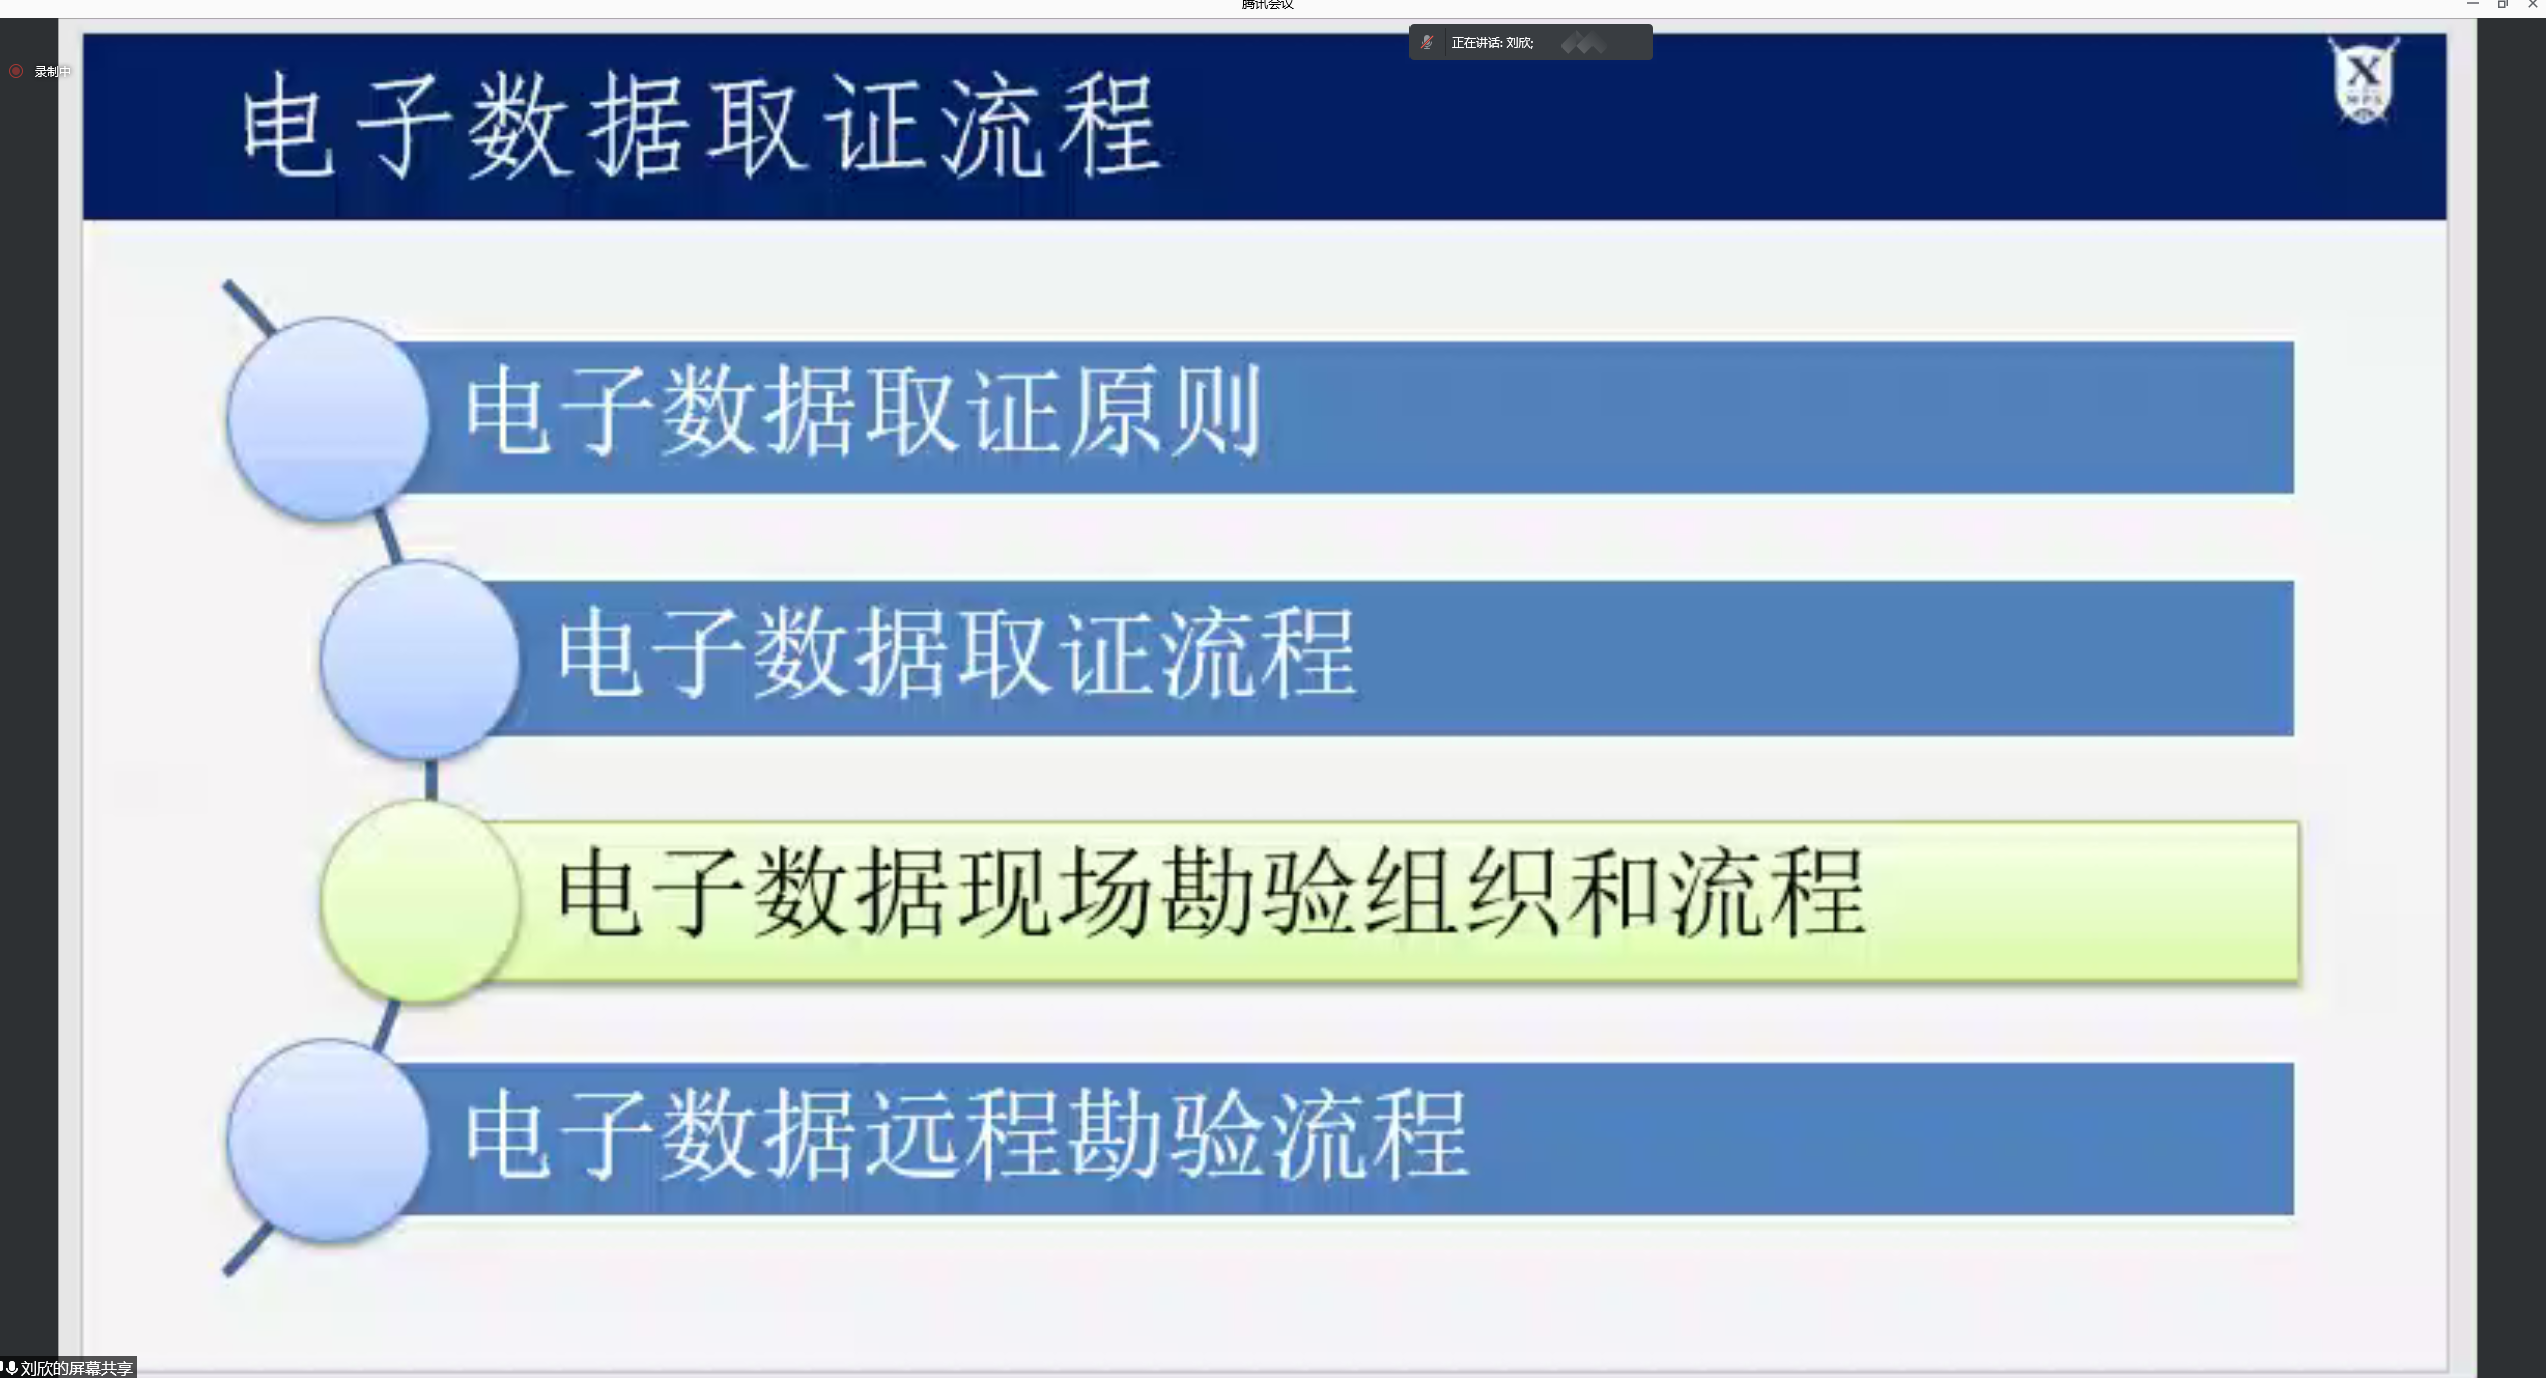 腾讯会议
正在讲话: 刘欣;
录制中
电子数据取证流程
X
电子数据取证原则
电子数据取证流程
电子数据现场勘验组织和流程
电子数据远程勘验流程
刘欣的屏幕共享